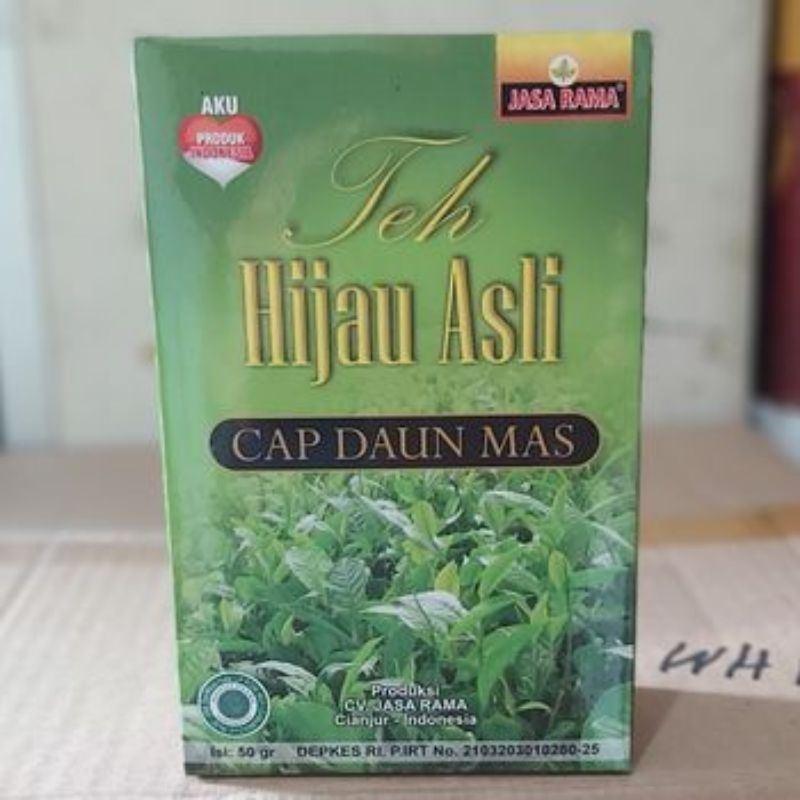 AKU
PRODUK
INDONESIA
JASA RAMA®
Teh
Hijau Asli
CAP DAUN MAS
Produksi
CV. JASA RAMA
Cianjur - Indonesia
Isi: 50 gr DEPKES RI. P.IRT No. 2103203010280-25
WH